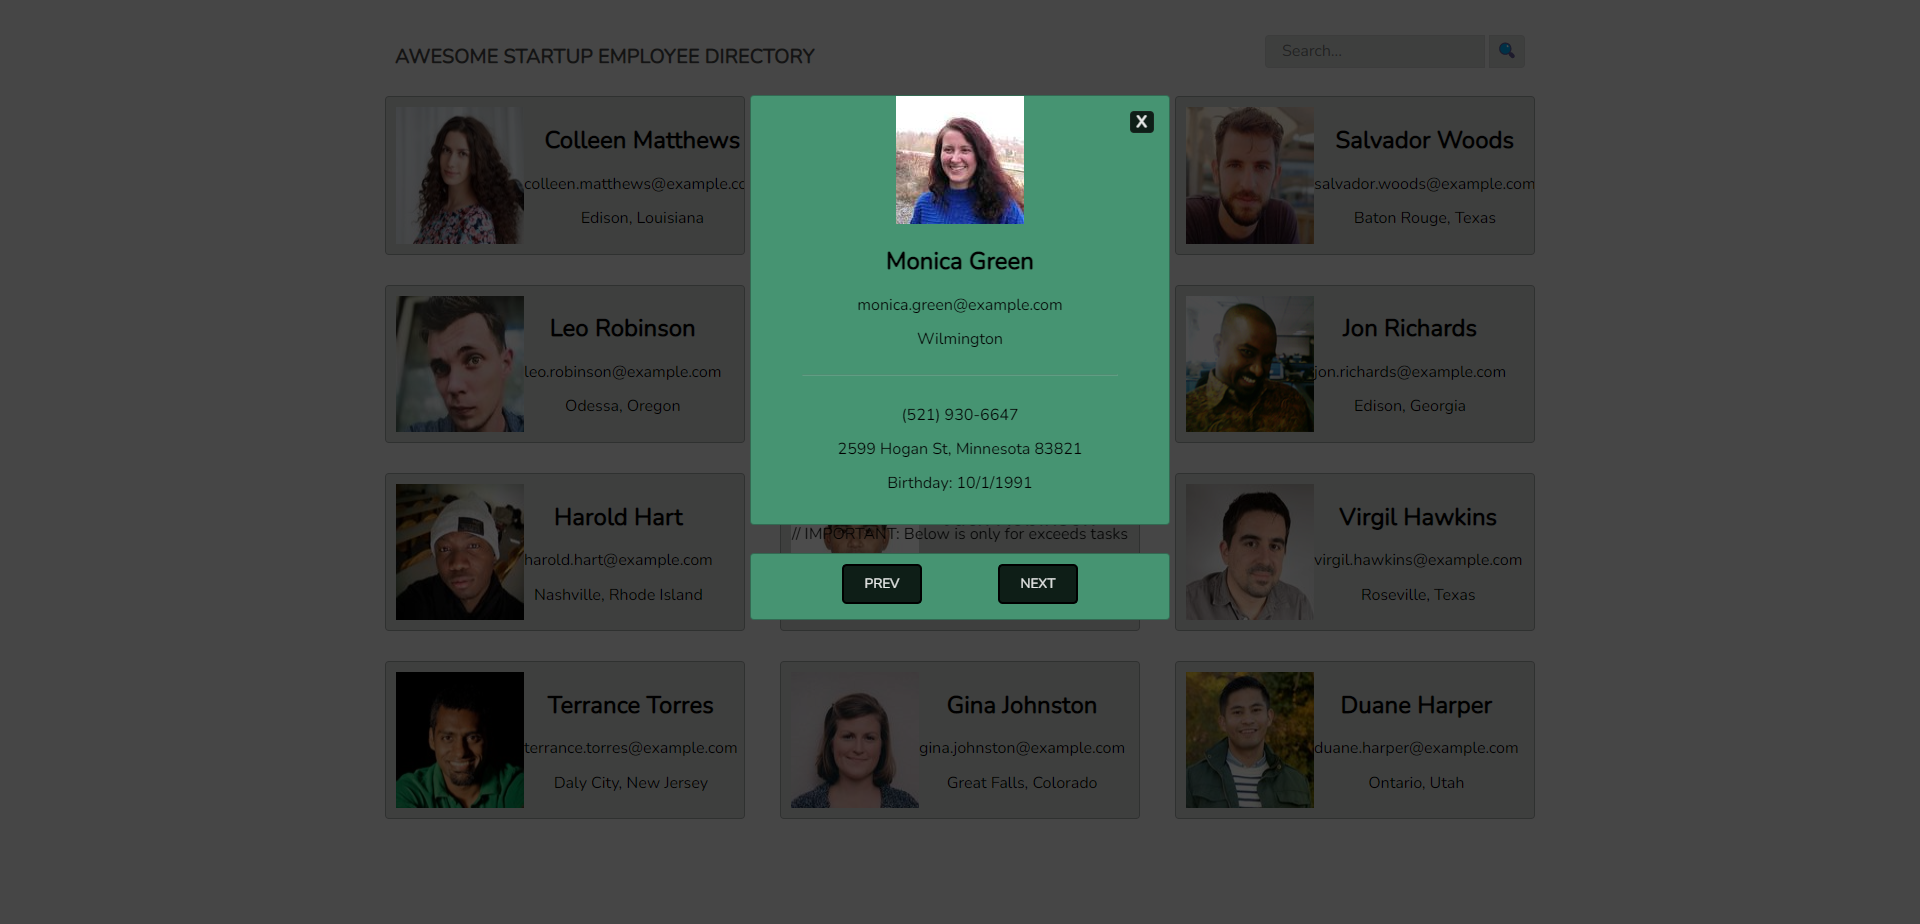 AWESOME STARTUP EMPLOYEE DIRECTORY
Search...
X
Colleen Matthews
colleen.matthews@example.co
Edison, Louisiana
Monica Green
monica.green@example.com
Wilmington
(521) 930-6647
2599 Hogan St, Minnesota 83821
Birthday: 10/1/1991
// IMPORTANT: Below is only for exceeds tasks
PREV
NEXT
Salvador Woods
salvador.woods@example.com
Baton Rouge, Texas
Leo Robinson
leo.robinson@example.com
Odessa, Oregon
Jon Richards
jon.richards@example.com
Edison, Georgia
Harold Hart
harold.hart@example.com
Nashville, Rhode Island
Virgil Hawkins
virgil.hawkins@example.com
Roseville, Texas
Terrance Torres
terrance.torres@example.com
Daly City, New Jersey
Gina Johnston
gina.johnston@example.com
Great Falls, Colorado
Duane Harper
duane.harper@example.com
Ontario, Utah